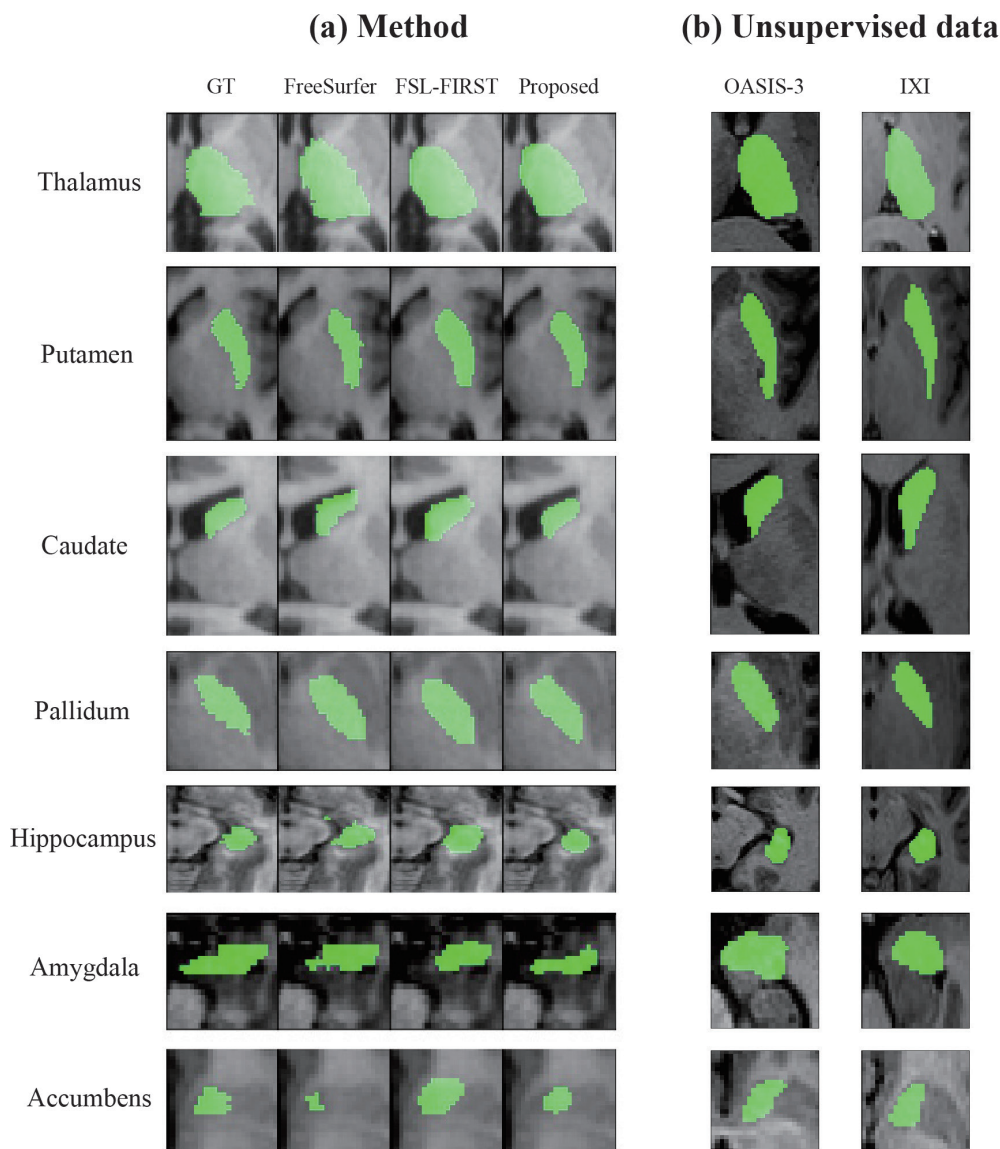 (a) Method (b) Unsupervised data
GT FreeSurfer FSL-FIRST Proposed OASIS-3 IXI
Thalamus
Putamen
Caudate
Pallidum
Hippocampus
Amygdala
Accumbens